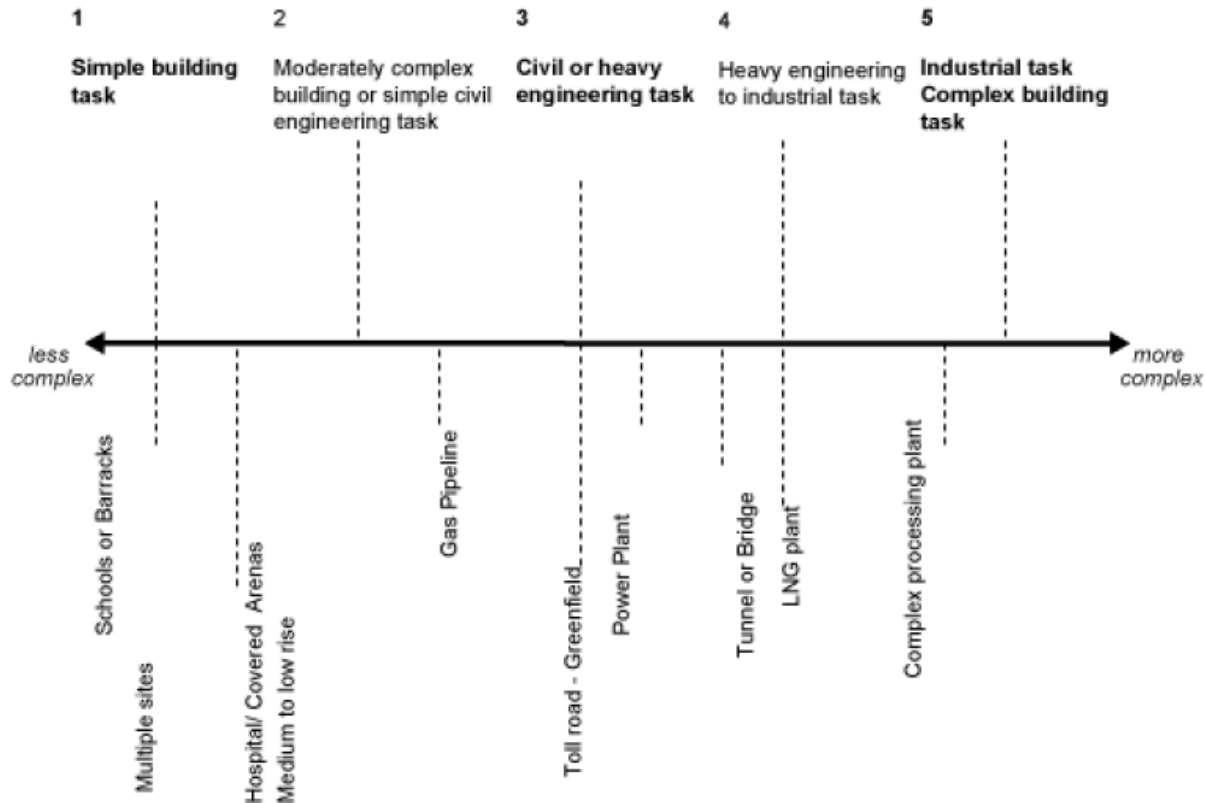 1
Simple building
task
2
Moderately complex
building or simple civil
engineering task
3
Civil or heavy
engineering task
4
Heavy engineering
to industrial task
5
Industrial task
Complex building
task
less
complex
more
complex
Schools or Barracks
Multiple sites
Hospital/ Covered Arenas
Medium to low rise
Gas Pipeline
Toll road - Greenfield
Power Plant
Tunnel or Bridge
LNG plant
Complex processing plant